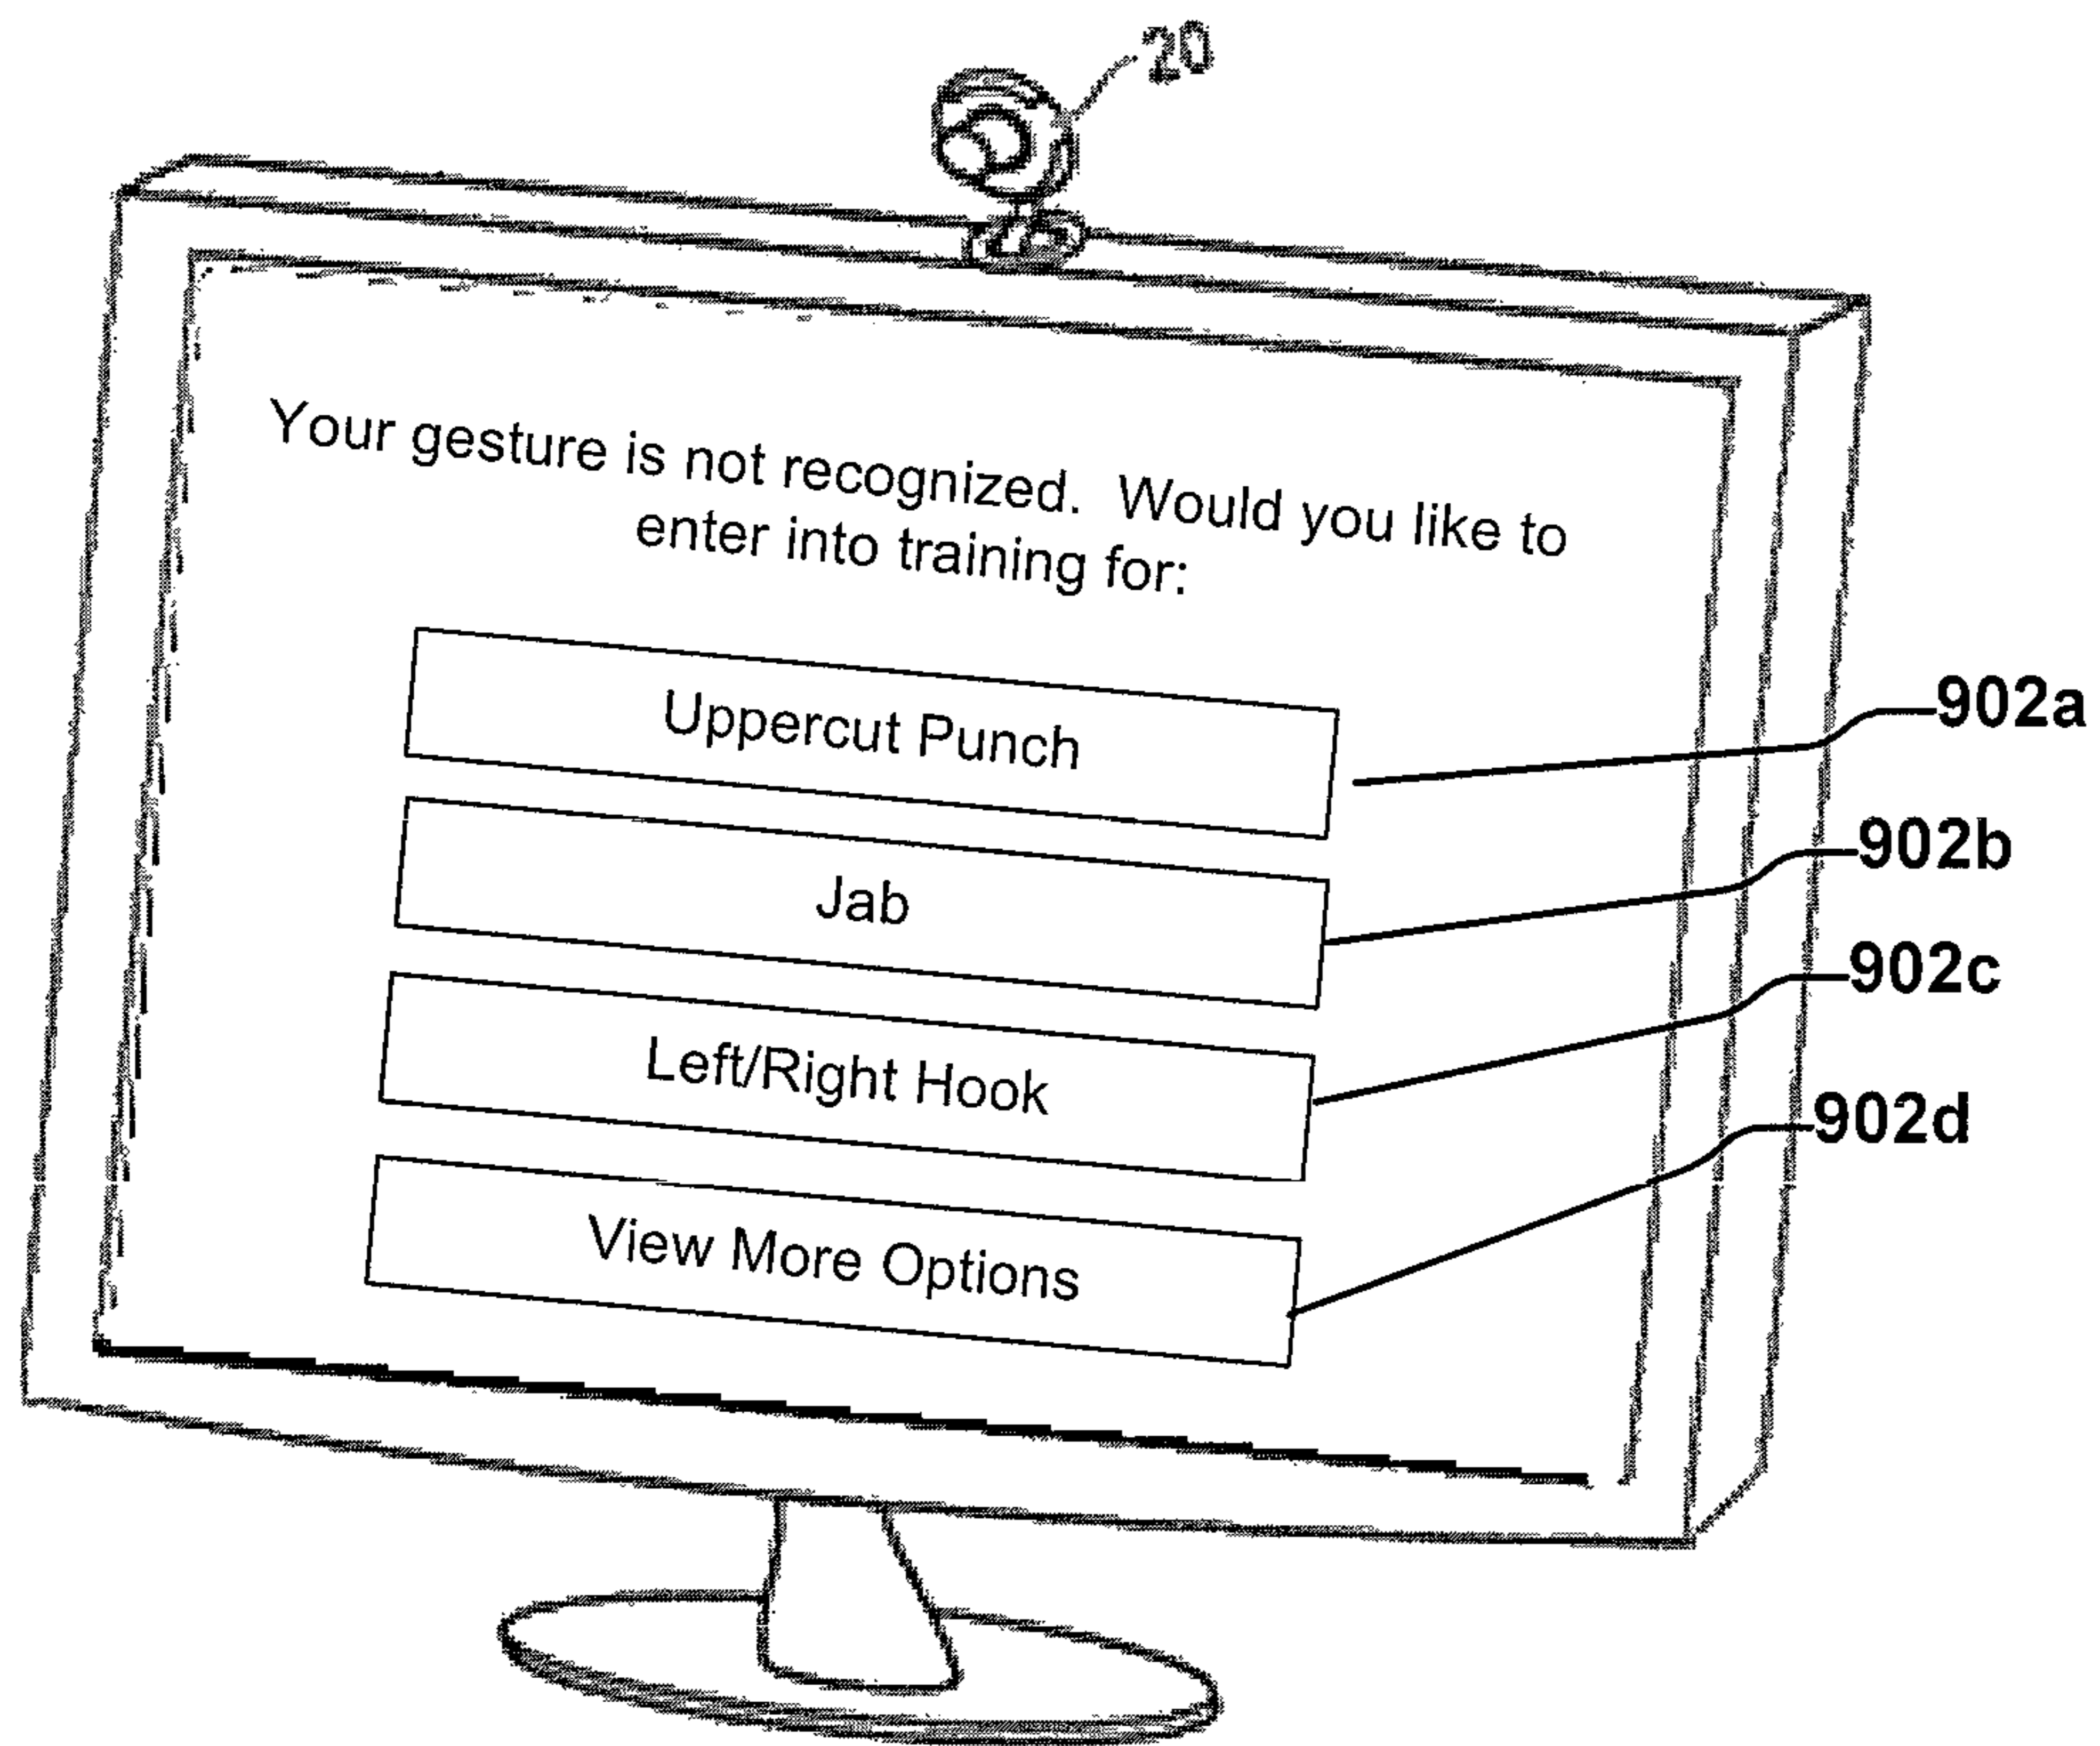 20
Your gesture is not recognized. Would you like to
enter into training for:
Uppercut Punch
902a
Jab
902b
Left/Right Hook
902c
View More Options
902d